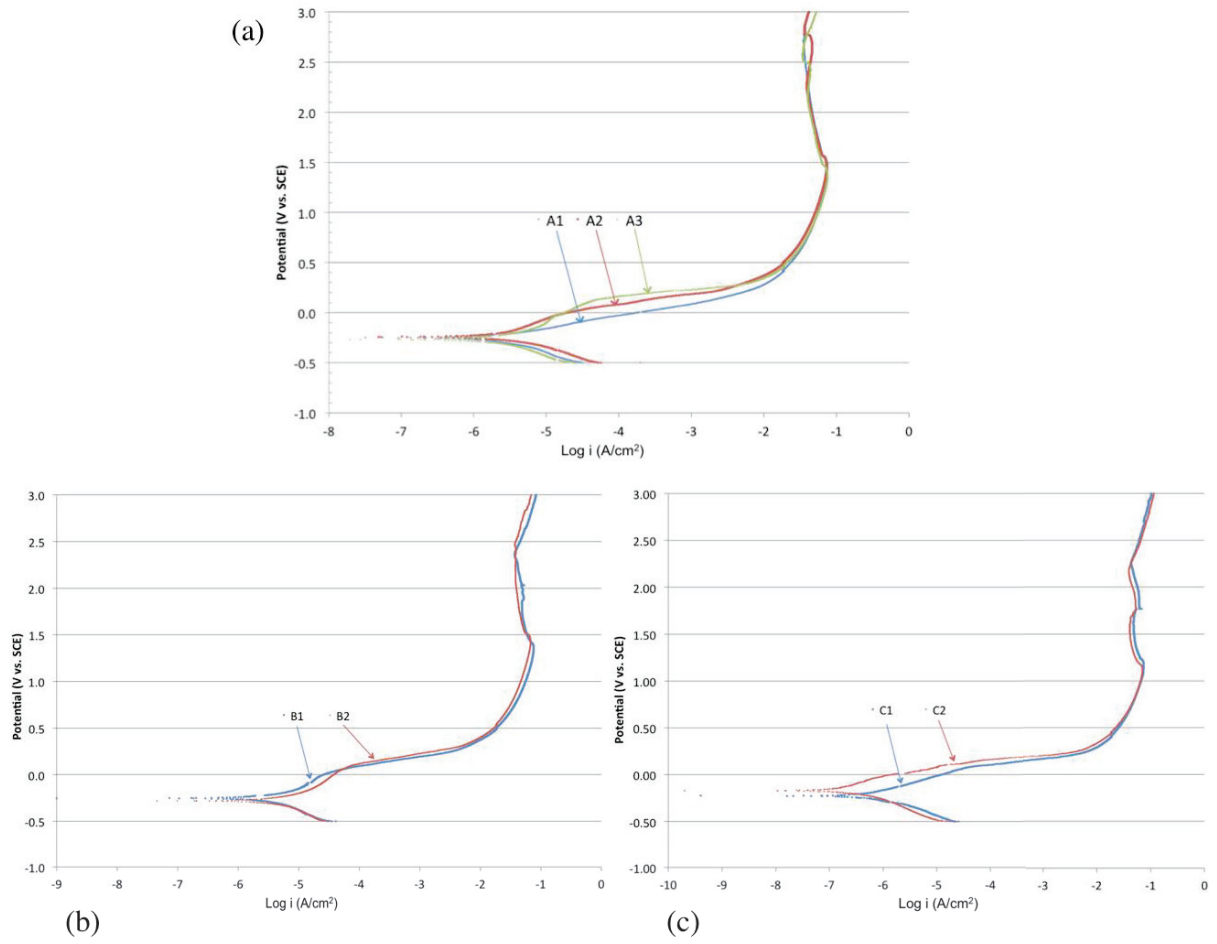 (a)
3.0
2.5
2.0
1.5
1.0
0.5
0.0
-0.5
-1.0
Potential (V vs. SCE)
A1 A2 A3
-8 -7 -6 -5 -4 -3 -2 -1 0
Log i (A/cm²)
3.0
2.5
2.0
1.5
1.0
0.5
0.0
-0.5
-1.0
Potential (V vs. SCE)
B1 B2
-9 -8 -7 -6 -5 -4 -3 -2 -1 0
Log i (A/cm²)
(b)
3.00
2.50
2.00
1.50
1.00
0.50
0.00
-0.50
-1.00
Potential (V vs. SCE)
C1 C2
-10 -9 -8 -7 -6 -5 -4 -3 -2 -1 0
Log i (A/cm²)
(c)